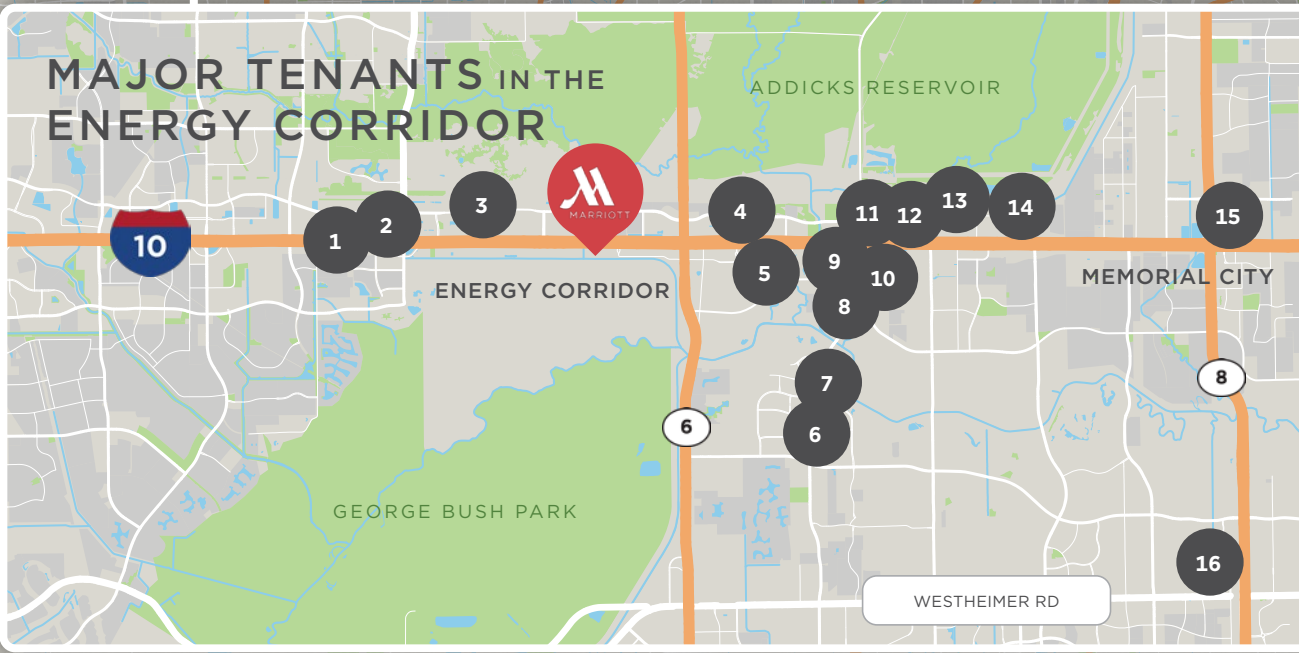 MAJOR TENANTS IN THE
ENERGY CORRIDOR
ADDICKS RESERVOIR
MARRIOTT
10
1
2
3
4
5
6
7
8
9
10
11
12
13
14
15
16
ENERGY CORRIDOR
MEMORIAL CITY
8
6
GEORGE BUSH PARK
WESTHEIMER RD